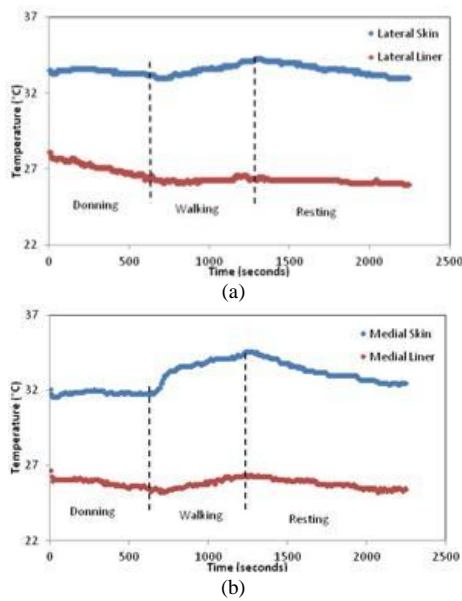 37
Lateral Skin
Lateral Liner
Temperature (°C)
32
27
22
Donning
Walking
Resting
0
500
1000
1500
2000
2500
Time (seconds)
(a)
37
Medial Skin
Medial Liner
Temperature (°C)
32
27
22
Donning
Walking
Resting
0
500
1000
1500
2000
2500
Time (seconds)
(b)